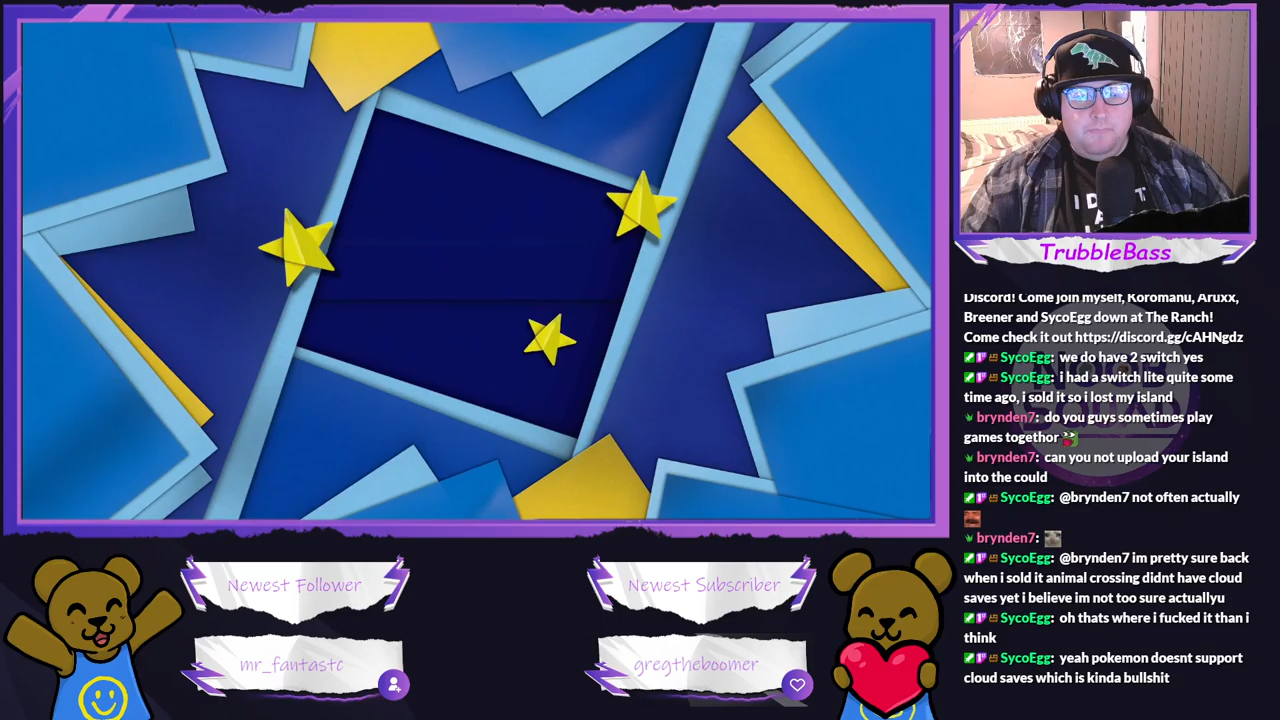 TrubbleBass
Discord! Come join myself, Koromanu, Aruxx,
Breener and SycoEgg down at The Ranch!
Come check it out https://discord.gg/cAHNgdz
SycoEgg: we do have 2 switch yes
SycoEgg: i had a switch lite quite some
time ago, i sold it so i lost my island
brynden7: do you guys sometimes play
games togethor
brynden7: can you not upload your island
into the could
SycoEgg: @brynden7 not often actually
brynden7:
SycoEgg: @brynden7 im pretty sure back
when i sold it animal crossing didnt have cloud
saves yet i believe im not too sure actuallyu
SycoEgg: oh thats where i fucked it than i
think
SycoEgg: yeah pokemon doesnt support
cloud saves which is kinda bullshit
Newest Follower
mr_fantastc
Newest Subscriber
gregtheboomer